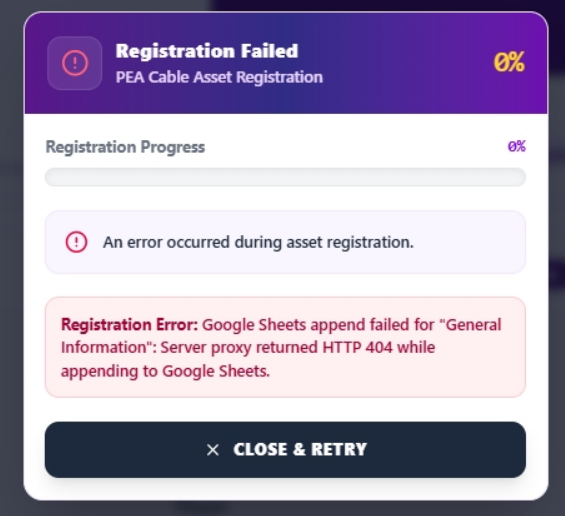 Registration Failed
PEA Cable Asset Registration
0%
Registration Progress
0%
An error occurred during asset registration.
Registration Error: Google Sheets append failed for "General
Information": Server proxy returned HTTP 404 while
appending to Google Sheets.
CLOSE & RETRY